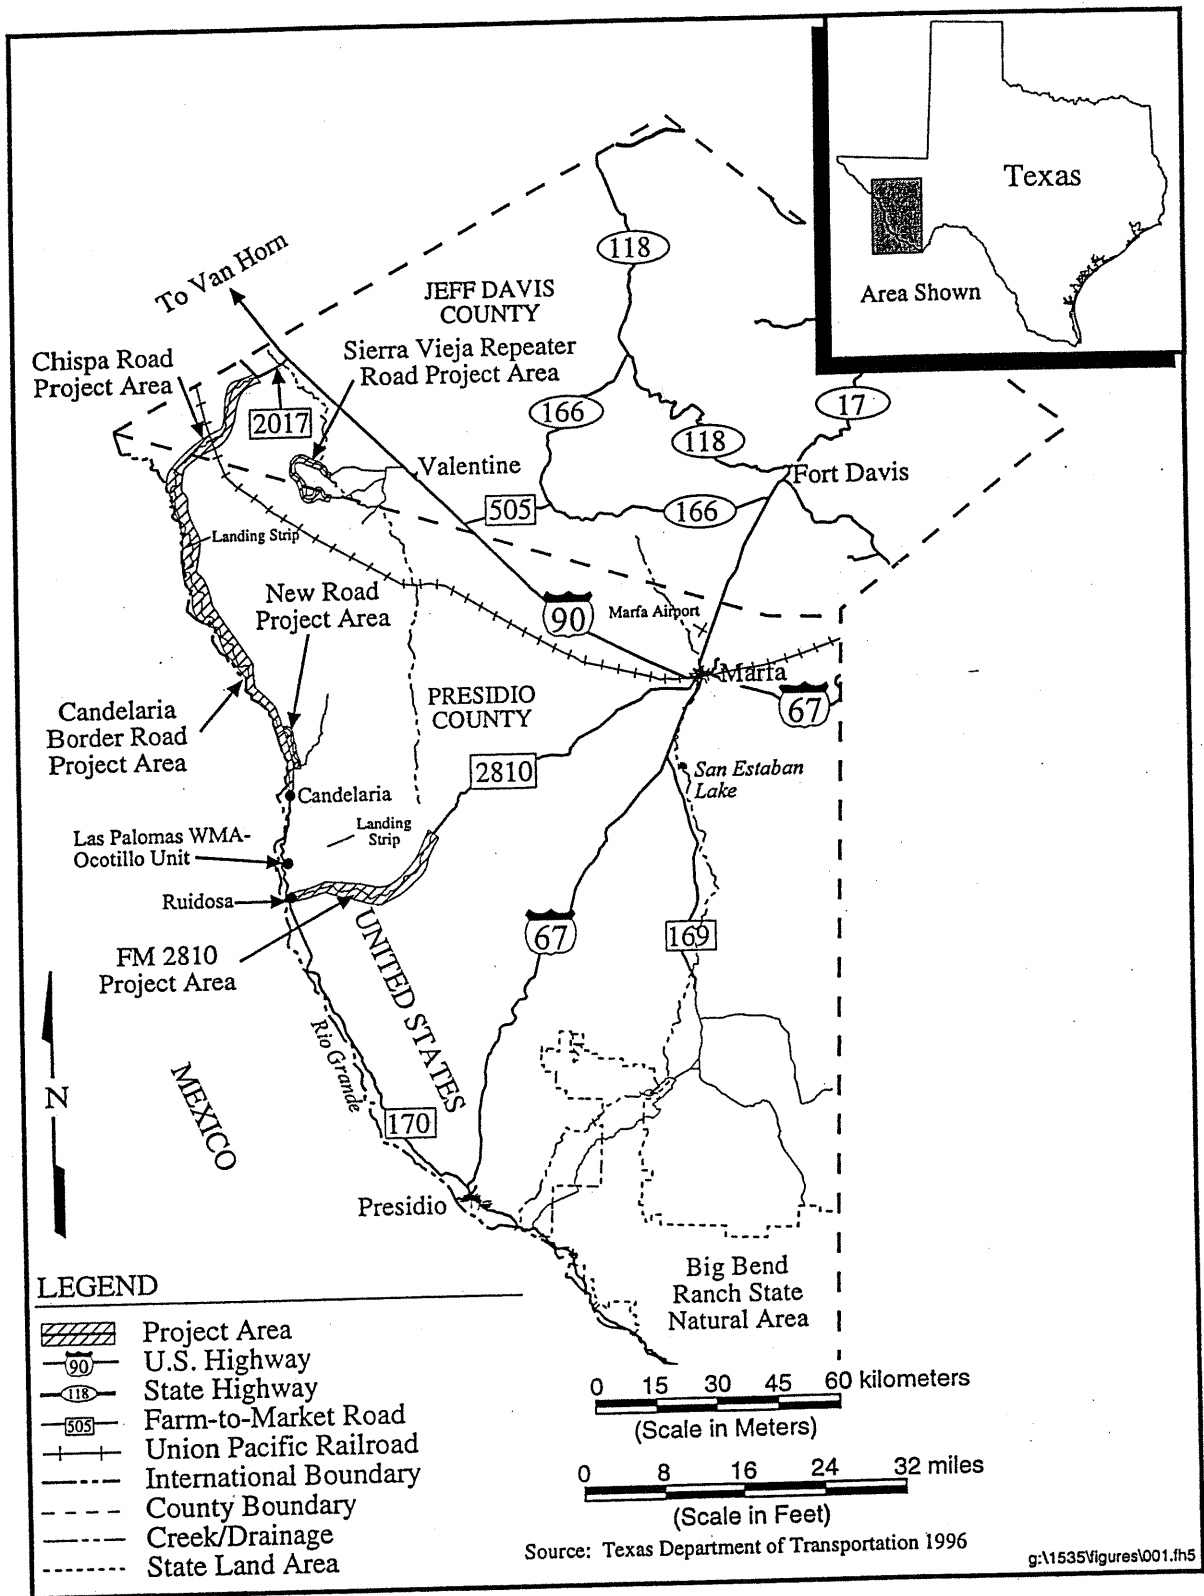 Texas
Area Shown
118
To Van Horn
JEFF DAVIS
COUNTY
Chispa Road
Project Area
Sierra Vieja Repeater
Road Project Area
2017
166
17
118
Valentine
Fort Davis
505
166
Landing Strip
New Road
Project Area
90
Marfa Airport
Marfa
67
PRESIDIO
COUNTY
Candelaria
Border Road
Project Area
2810
San Estaban
Lake
Candelaria
Landing
Strip
Las Palomas WMA-
Ocotillo Unit
Ruidosa
67
169
FM 2810
Project Area
UNITED STATES
Rio Grande
MEXICO
N
170
Presidio
Big Bend
Ranch State
Natural Area
LEGEND
Project Area
90 U.S. Highway
118 State Highway
505 Farm-to-Market Road
Union Pacific Railroad
International Boundary
County Boundary
Creek/Drainage
State Land Area
0 15 30 45 60 kilometers
(Scale in Meters)
0 8 16 24 32 miles
(Scale in Feet)
Source: Texas Department of Transportation 1996
g:\1535\figures\001.fh5